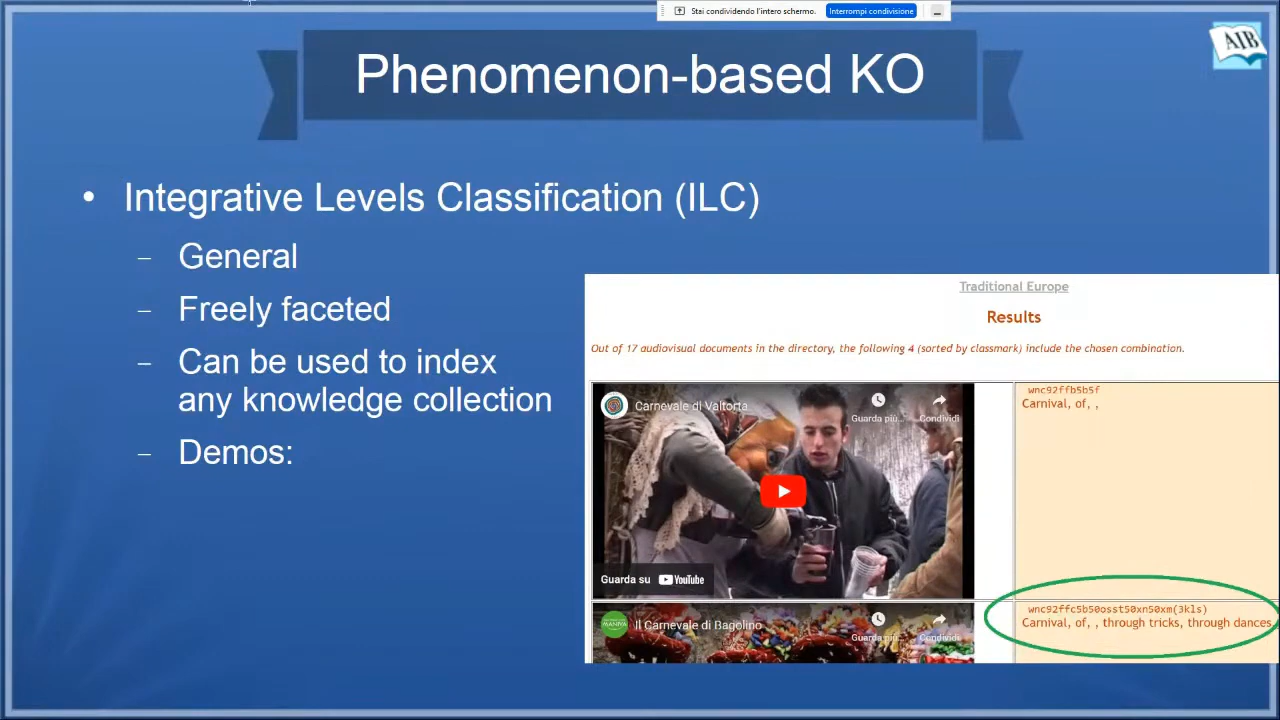 Stai condividendo l'intero schermo. Interrompi condivisione
AIB
Phenomenon-based KO
• Integrative Levels Classification (ILC)
– General
– Freely faceted
– Can be used to index
any knowledge collection
– Demos:
Traditional Europe
Results
Out of 17 audiovisual documents in the directory, the following 4 (sorted by classmark) include the chosen combination.
Carnevale di Valtorta
Guarda più... Condividi
Guarda su YouTube
wnc92ffb5b5f
Carnival, of, ,
Il Carnevale di Bagolino
Guarda più... Condividi
wnc92ffc5b50osst50xn50xm(3kls)
Carnival, of, , through tricks, through dances